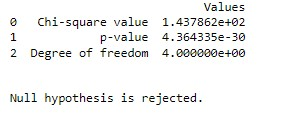 Values
0 Chi-square value 1.437862e+02
1 p-value 4.364335e-30
2 Degree of freedom 4.000000e+00
Null hypothesis is rejected.